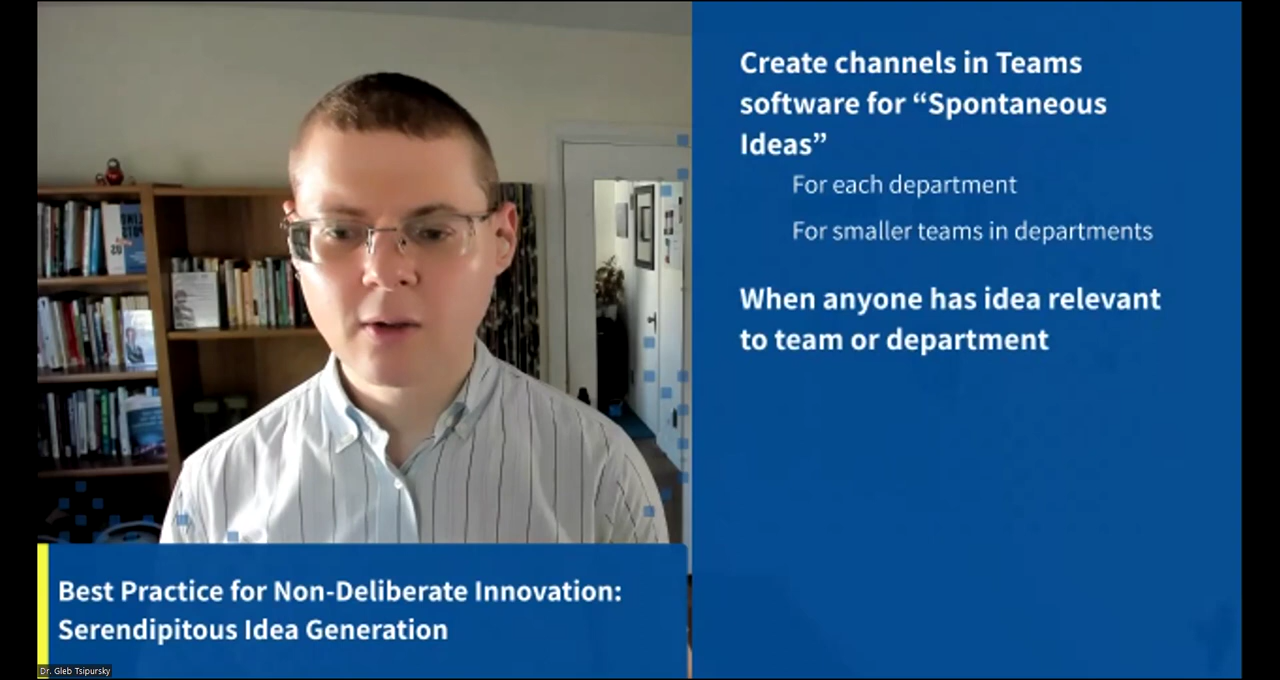 Create channels in Teams
software for “Spontaneous
Ideas”
For each department
For smaller teams in departments
When anyone has idea relevant
to team or department
Best Practice for Non-Deliberate Innovation:
Serendipitous Idea Generation
Dr. Gleb Tsipursky